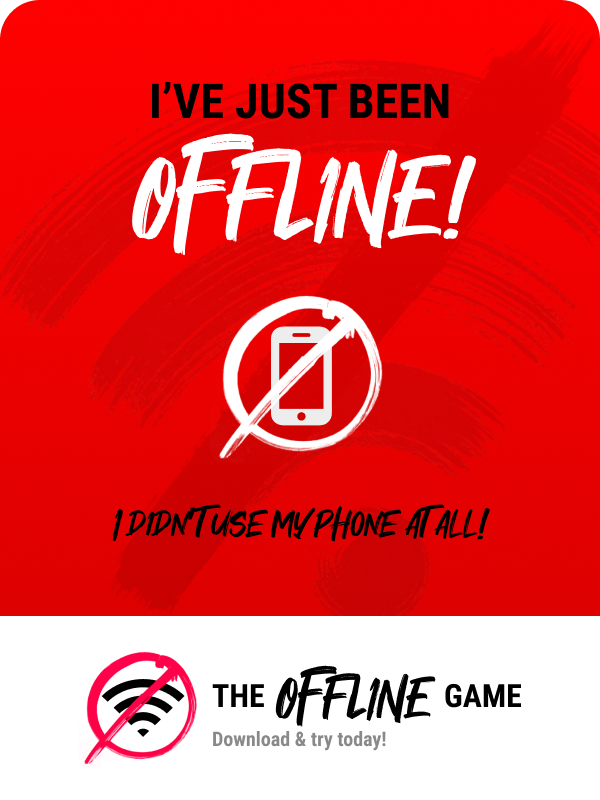 I'VE JUST BEEN
OFFLINE!
I DIDN'T USE MY PHONE AT ALL!
THE OFFLINE GAME
Download & try today!